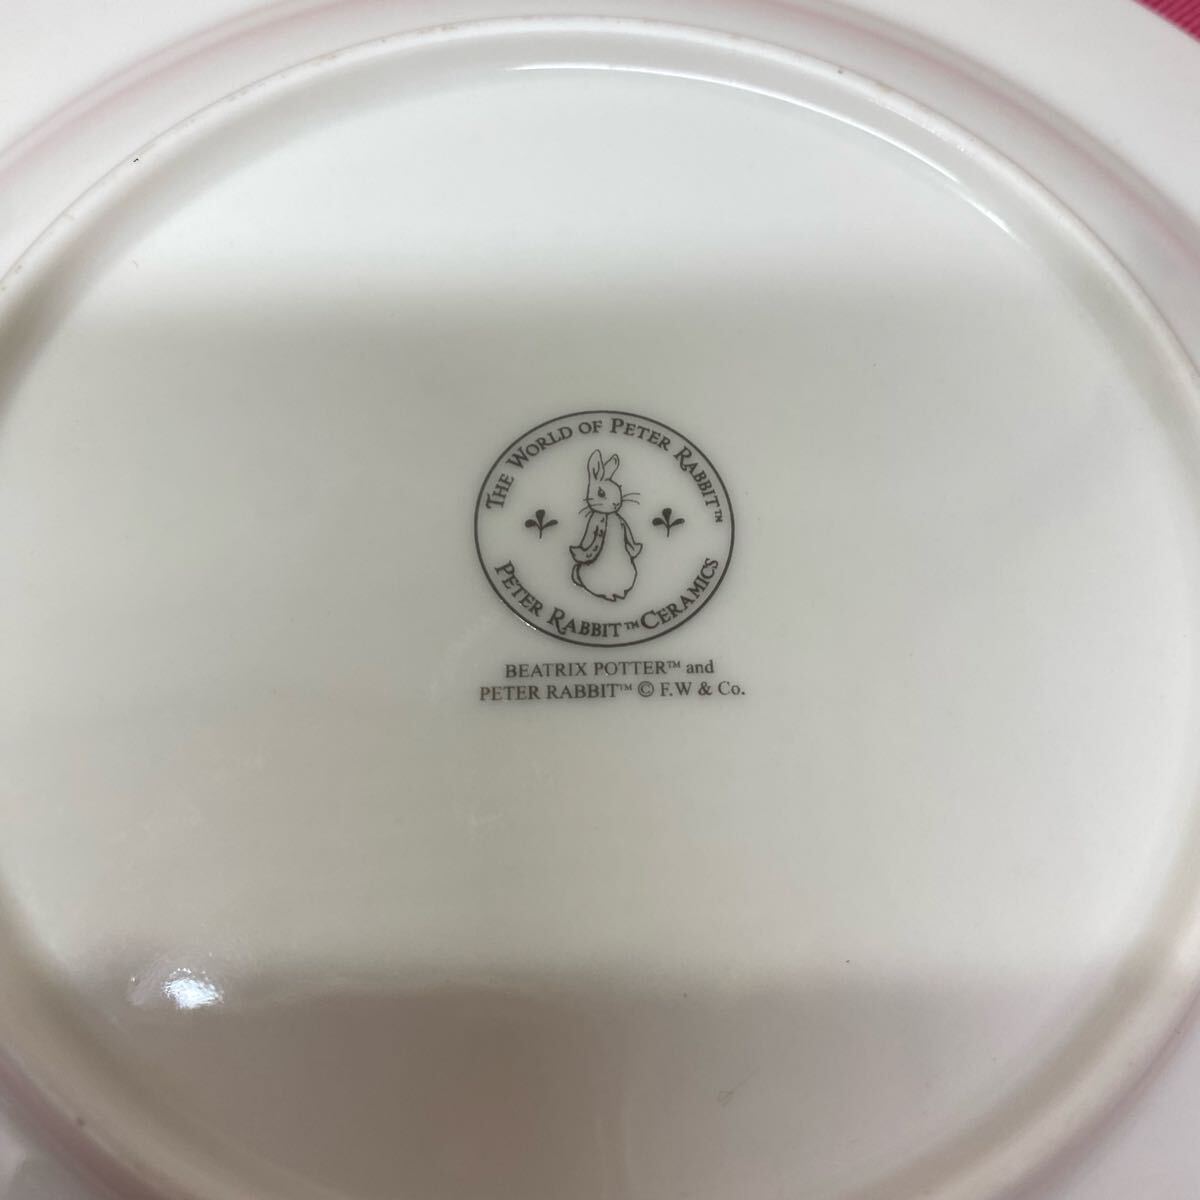 THE WORLD OF PETER RABBIT™
PETER RABBIT™ CERAMICS
BEATRIX POTTER™ and
PETER RABBIT™ © F.W & Co.